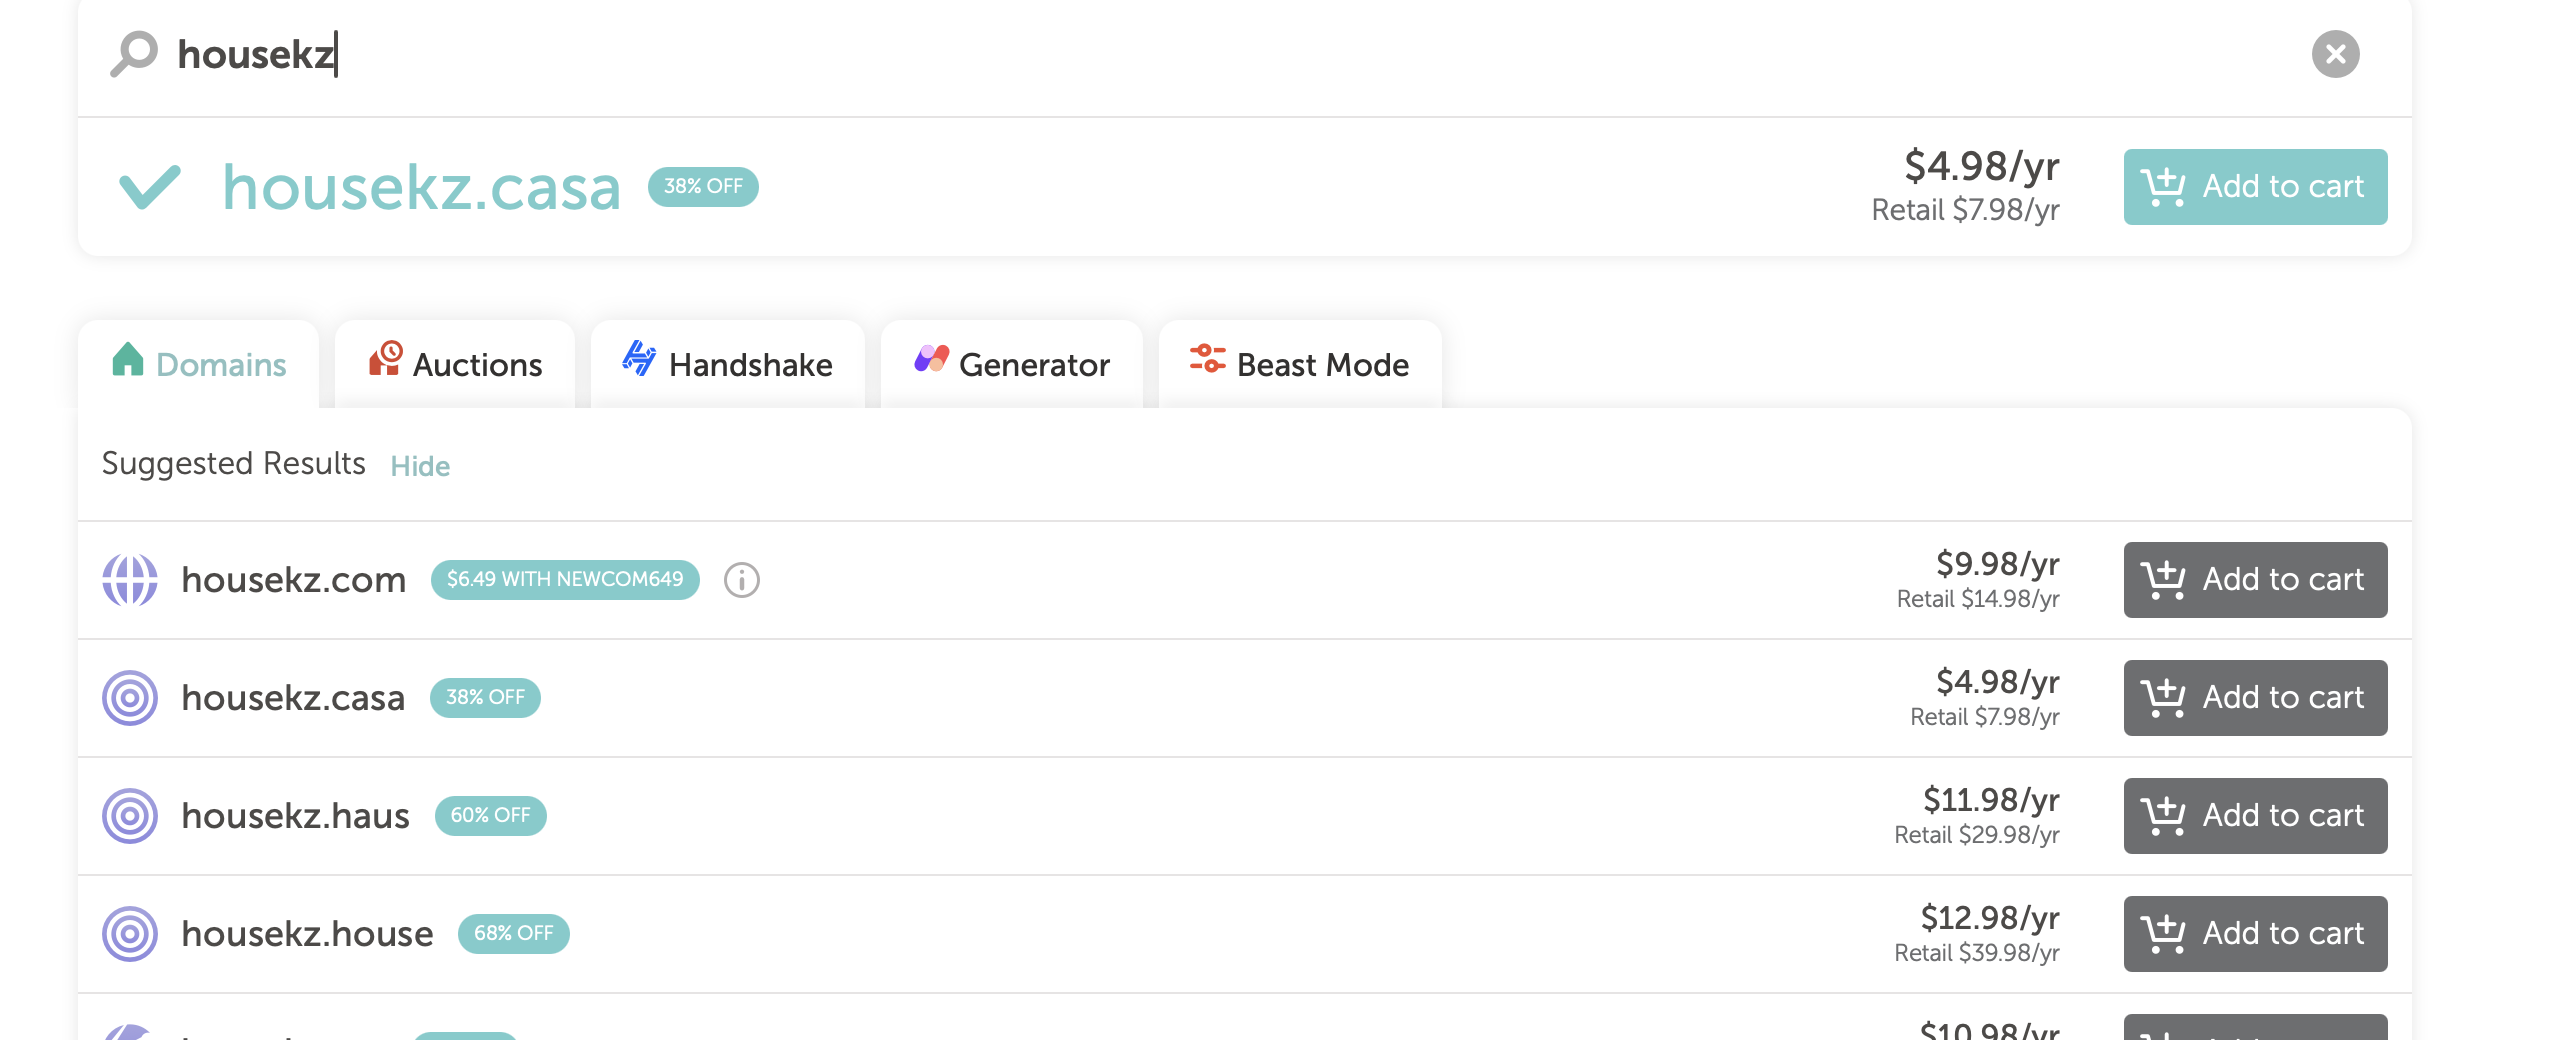 housekz
housekz.casa 38% OFF $4.98/yr Add to cart
Retail $7.98/yr
Domains Auctions Handshake Generator Beast Mode
Suggested Results Hide
housekz.com $6.49 WITH NEWCOM649 $9.98/yr Add to cart
Retail $14.98/yr
housekz.casa 38% OFF $4.98/yr Add to cart
Retail $7.98/yr
housekz.haus 60% OFF $11.98/yr Add to cart
Retail $29.98/yr
housekz.house 68% OFF $12.98/yr Add to cart
Retail $39.98/yr
$10.98/yr